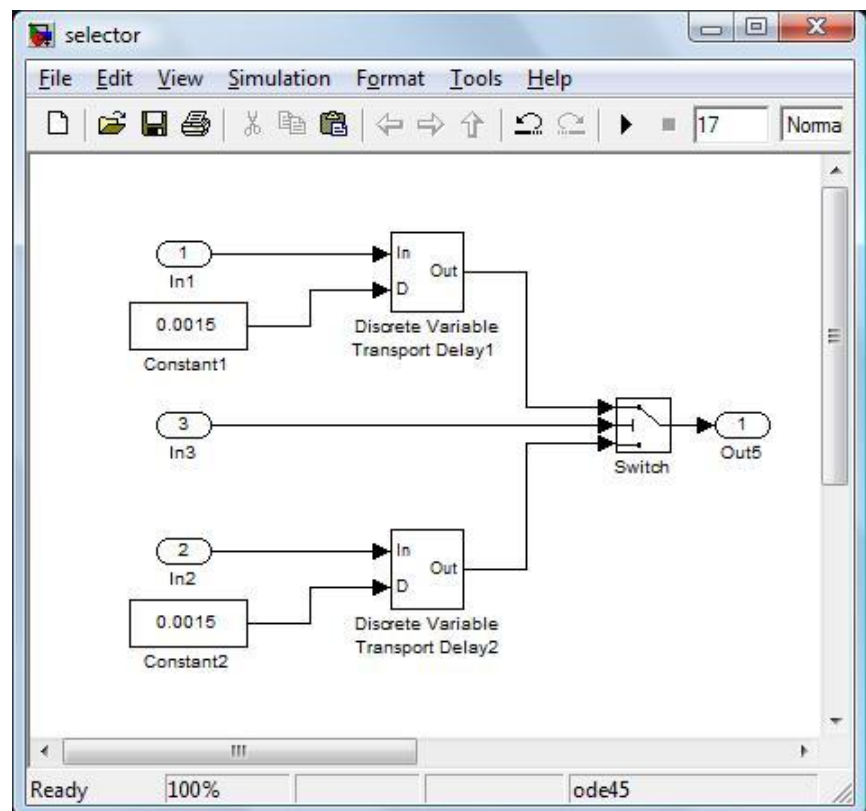 selector
File Edit View Simulation Format Tools Help
17 Norma
1
In1
In
D
Out
0.0015
Constant1
Discrete Variable
Transport Delay1
3
In3
Switch
1
Out5
2
In2
In
D
Out
0.0015
Constant2
Discrete Variable
Transport Delay2
Ready 100% ode45